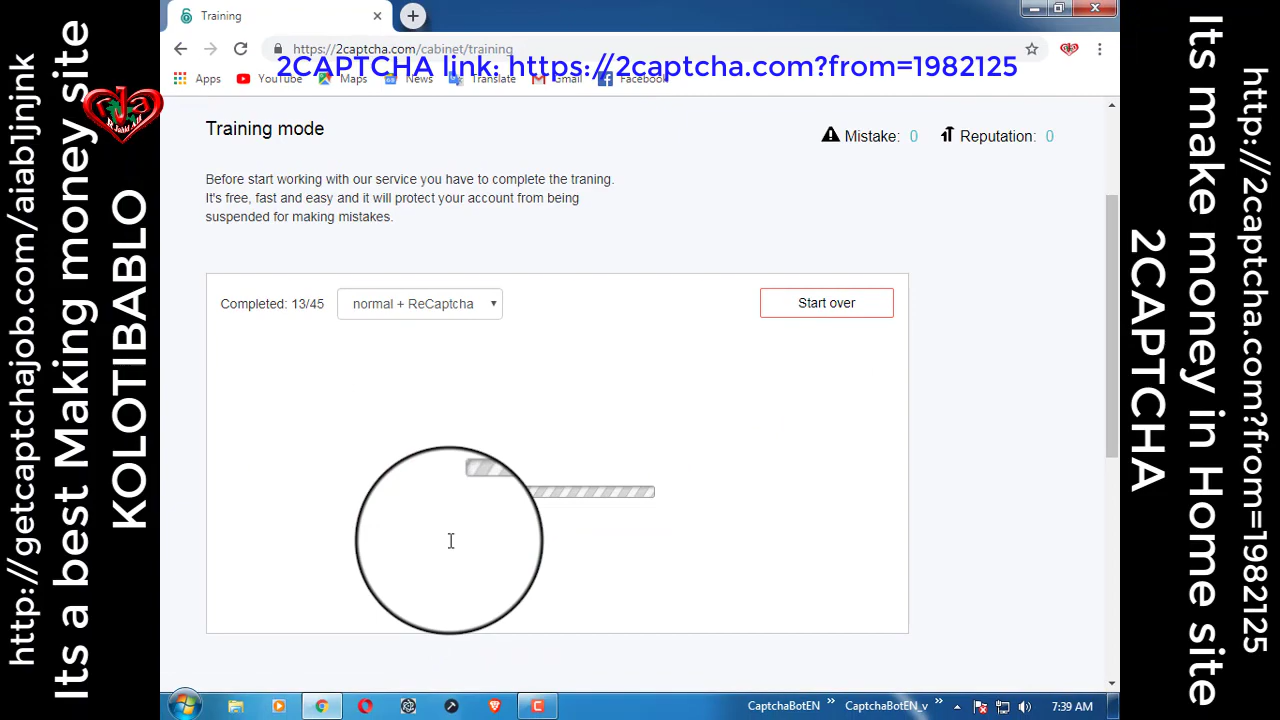 http://getcaptchajob.com/aiab1jnjnk
Its a best Making money site
KOLOTIBABLO
Training
https://2captcha.com/cabinet/training
2CAPTCHA link: https://2captcha.com?from=1982125
Apps YouTube Maps News Translate Gmail Facebook
Training mode
Mistake: 0 Reputation: 0
Before start working with our service you have to complete the traning.
It's free, fast and easy and it will protect your account from being
suspended for making mistakes.
Completed: 13/45 normal + ReCaptcha Start over
CaptchaBotEN » CaptchaBotEN_v » 7:39 AM
Its make money in Home site
2CAPTCHA
http://2captcha.com?from=1982125